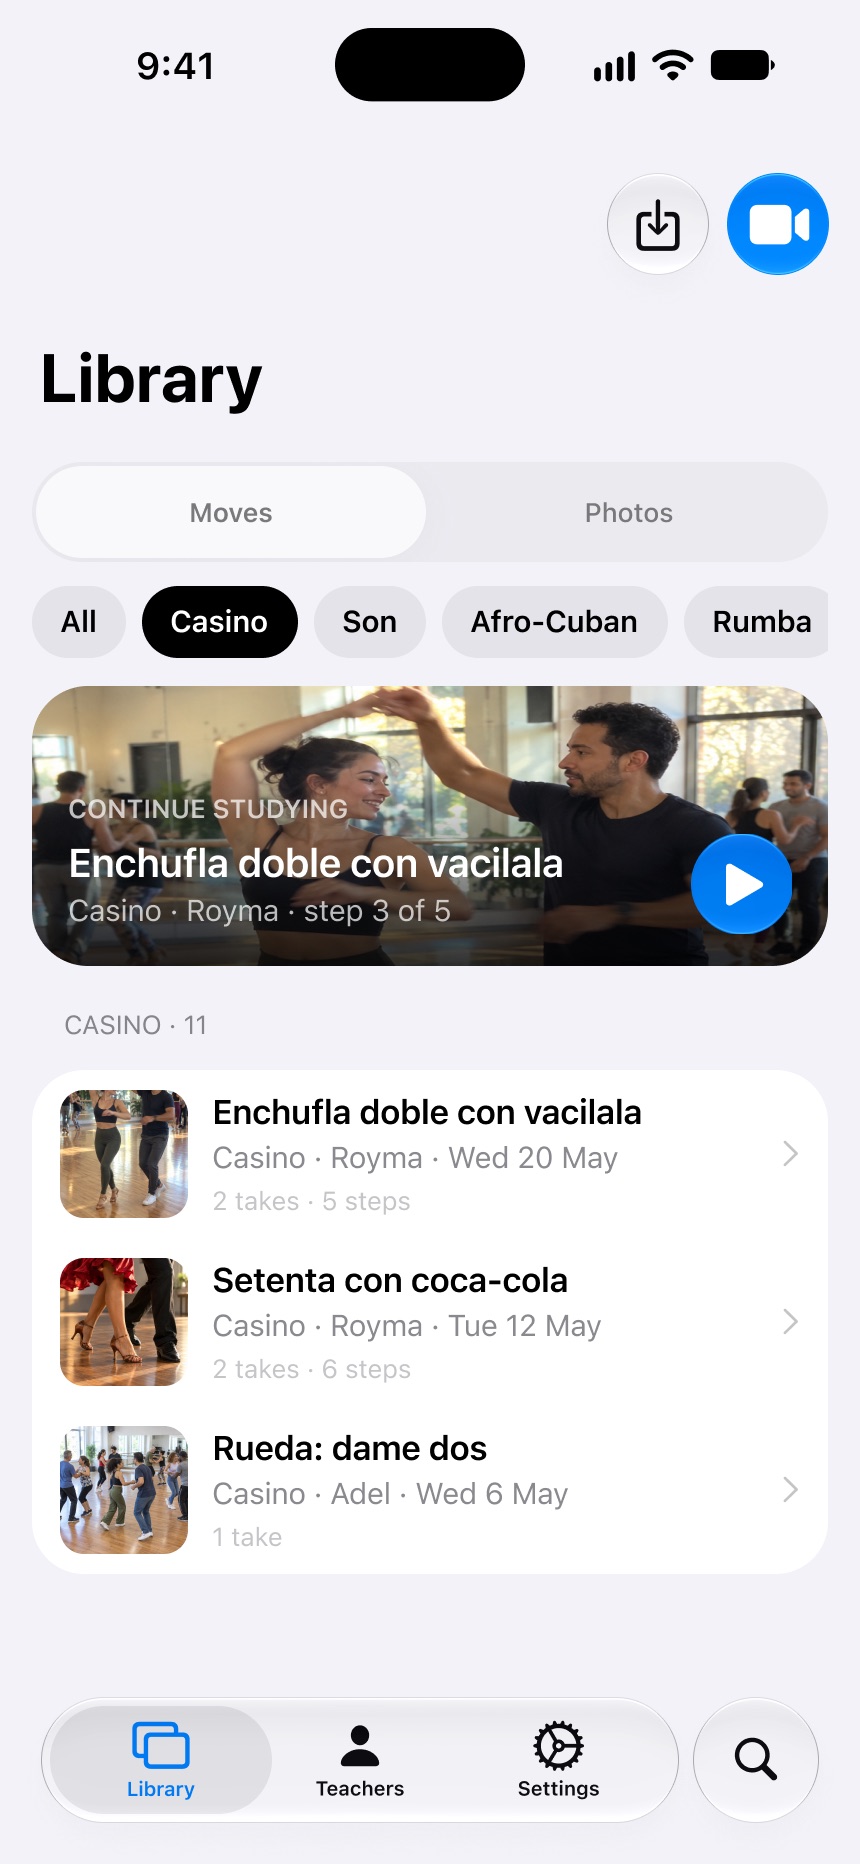 9:41
Library
Moves
Photos
All
Casino
Son
Afro-Cuban
Rumba
CONTINUE STUDYING
Enchufla doble con vacilala
Casino · Royma · step 3 of 5
CASINO · 11
Enchufla doble con vacilala
Casino · Royma · Wed 20 May
2 takes · 5 steps
Setenta con coca-cola
Casino · Royma · Tue 12 May
2 takes · 6 steps
Rueda: dame dos
Casino · Adel · Wed 6 May
1 take
Library
Teachers
Settings